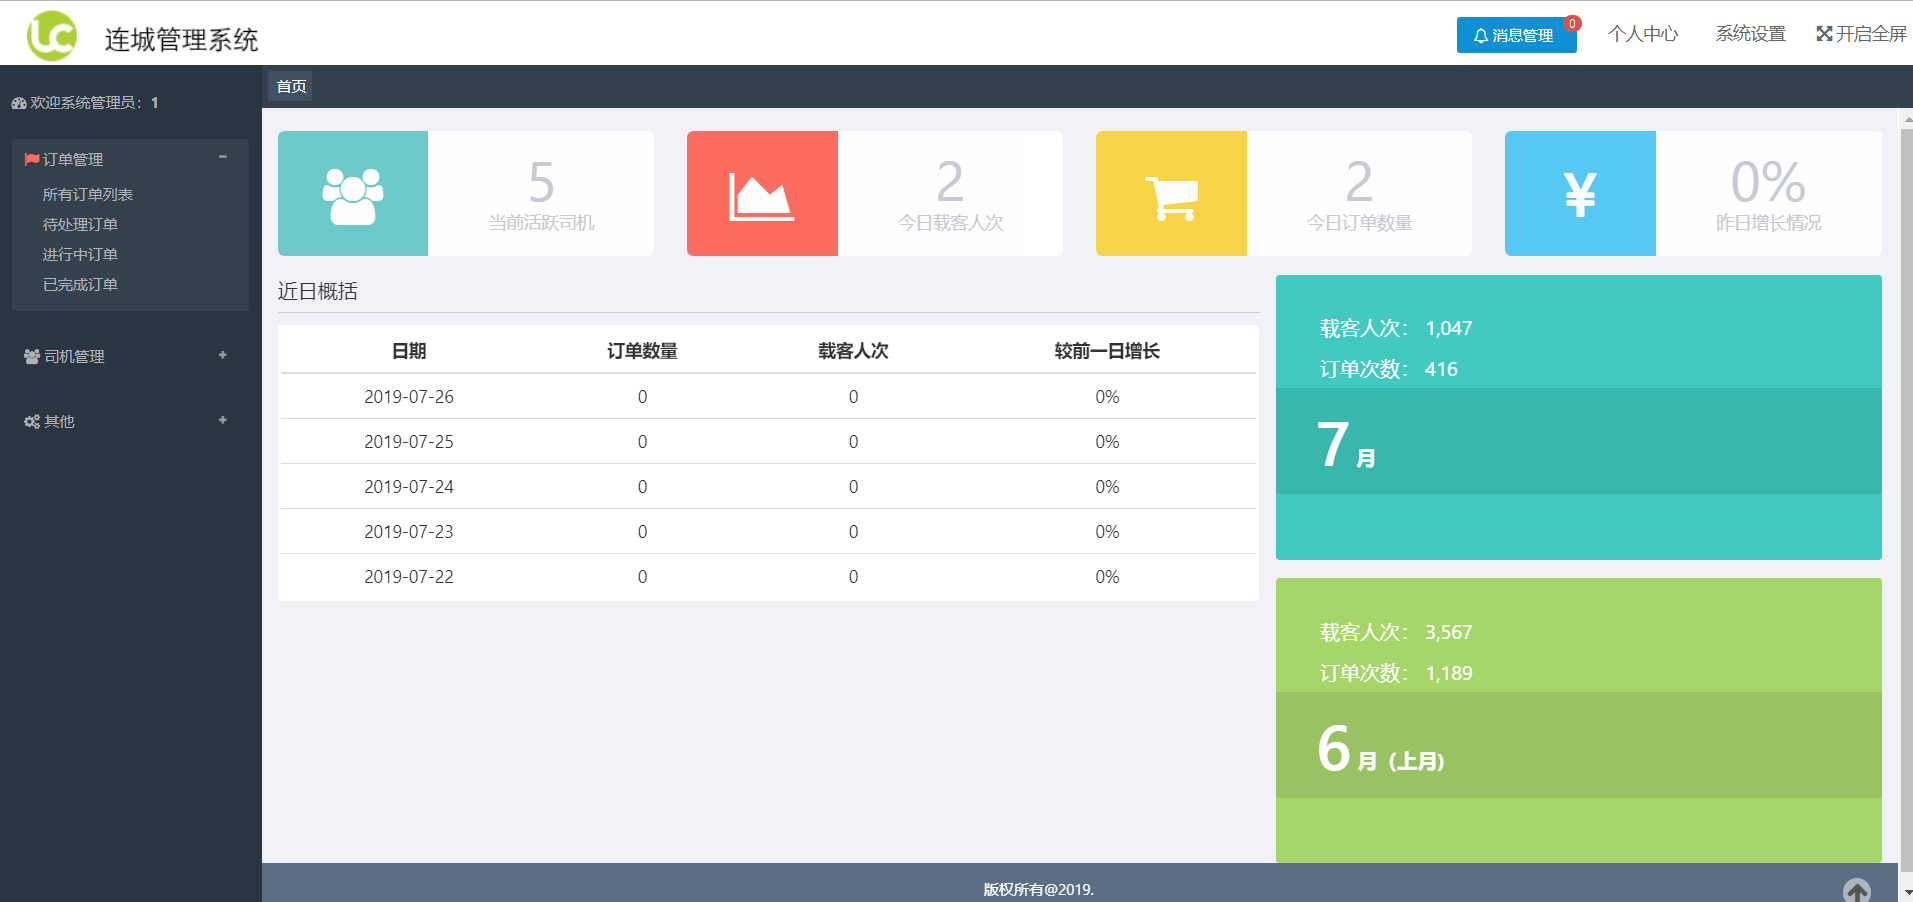 LC 连城管理系统
消息管理 0 个人中心 系统设置 开启全屏
欢迎系统管理员：1
订单管理 −
所有订单列表
待处理订单
进行中订单
已完成订单
司机管理 +
其他 +
首页
5
当前活跃司机
2
今日载客人次
2
今日订单数量
¥
0%
昨日增长情况
近日概括
日期 订单数量 载客人次 较前一日增长
2019-07-26 0 0 0%
2019-07-25 0 0 0%
2019-07-24 0 0 0%
2019-07-23 0 0 0%
2019-07-22 0 0 0%
载客人次： 1,047
订单次数： 416
7 月
载客人次： 3,567
订单次数： 1,189
6 月（上月)
版权所有@2019.